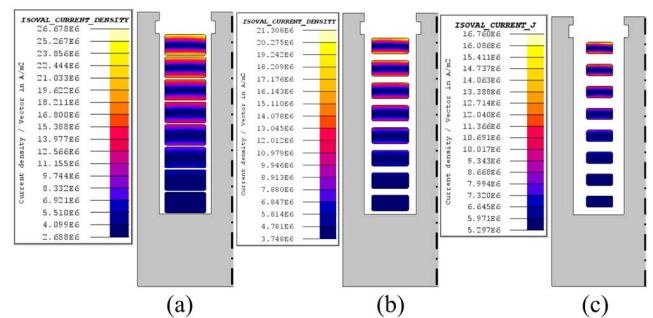 ISOVAL_CURRENT_DENSITY
Current density / Vector in A/m2
26.678E6
25.267E6
23.856E6
22.444E6
21.033E6
19.622E6
18.211E6
16.800E6
15.388E6
13.977E6
12.566E6
11.155E6
9.744E6
8.332E6
6.921E6
5.510E6
4.099E6
2.688E6
(a)
ISOVAL_CURRENT_DENSITY
Current density / Vector in A/m2
21.308E6
20.275E6
19.242E6
18.209E6
17.176E6
16.143E6
15.110E6
14.078E6
13.045E6
12.012E6
10.979E6
9.946E6
8.913E6
7.880E6
6.847E6
5.814E6
4.781E6
3.748E6
(b)
ISOVAL_CURRENT_J
Current density / Vector in A/m2
16.760E6
16.086E6
15.411E6
14.737E6
14.063E6
13.388E6
12.714E6
12.040E6
11.366E6
10.691E6
10.017E6
9.343E6
8.668E6
7.994E6
7.320E6
6.645E6
5.971E6
5.297E6
(c)